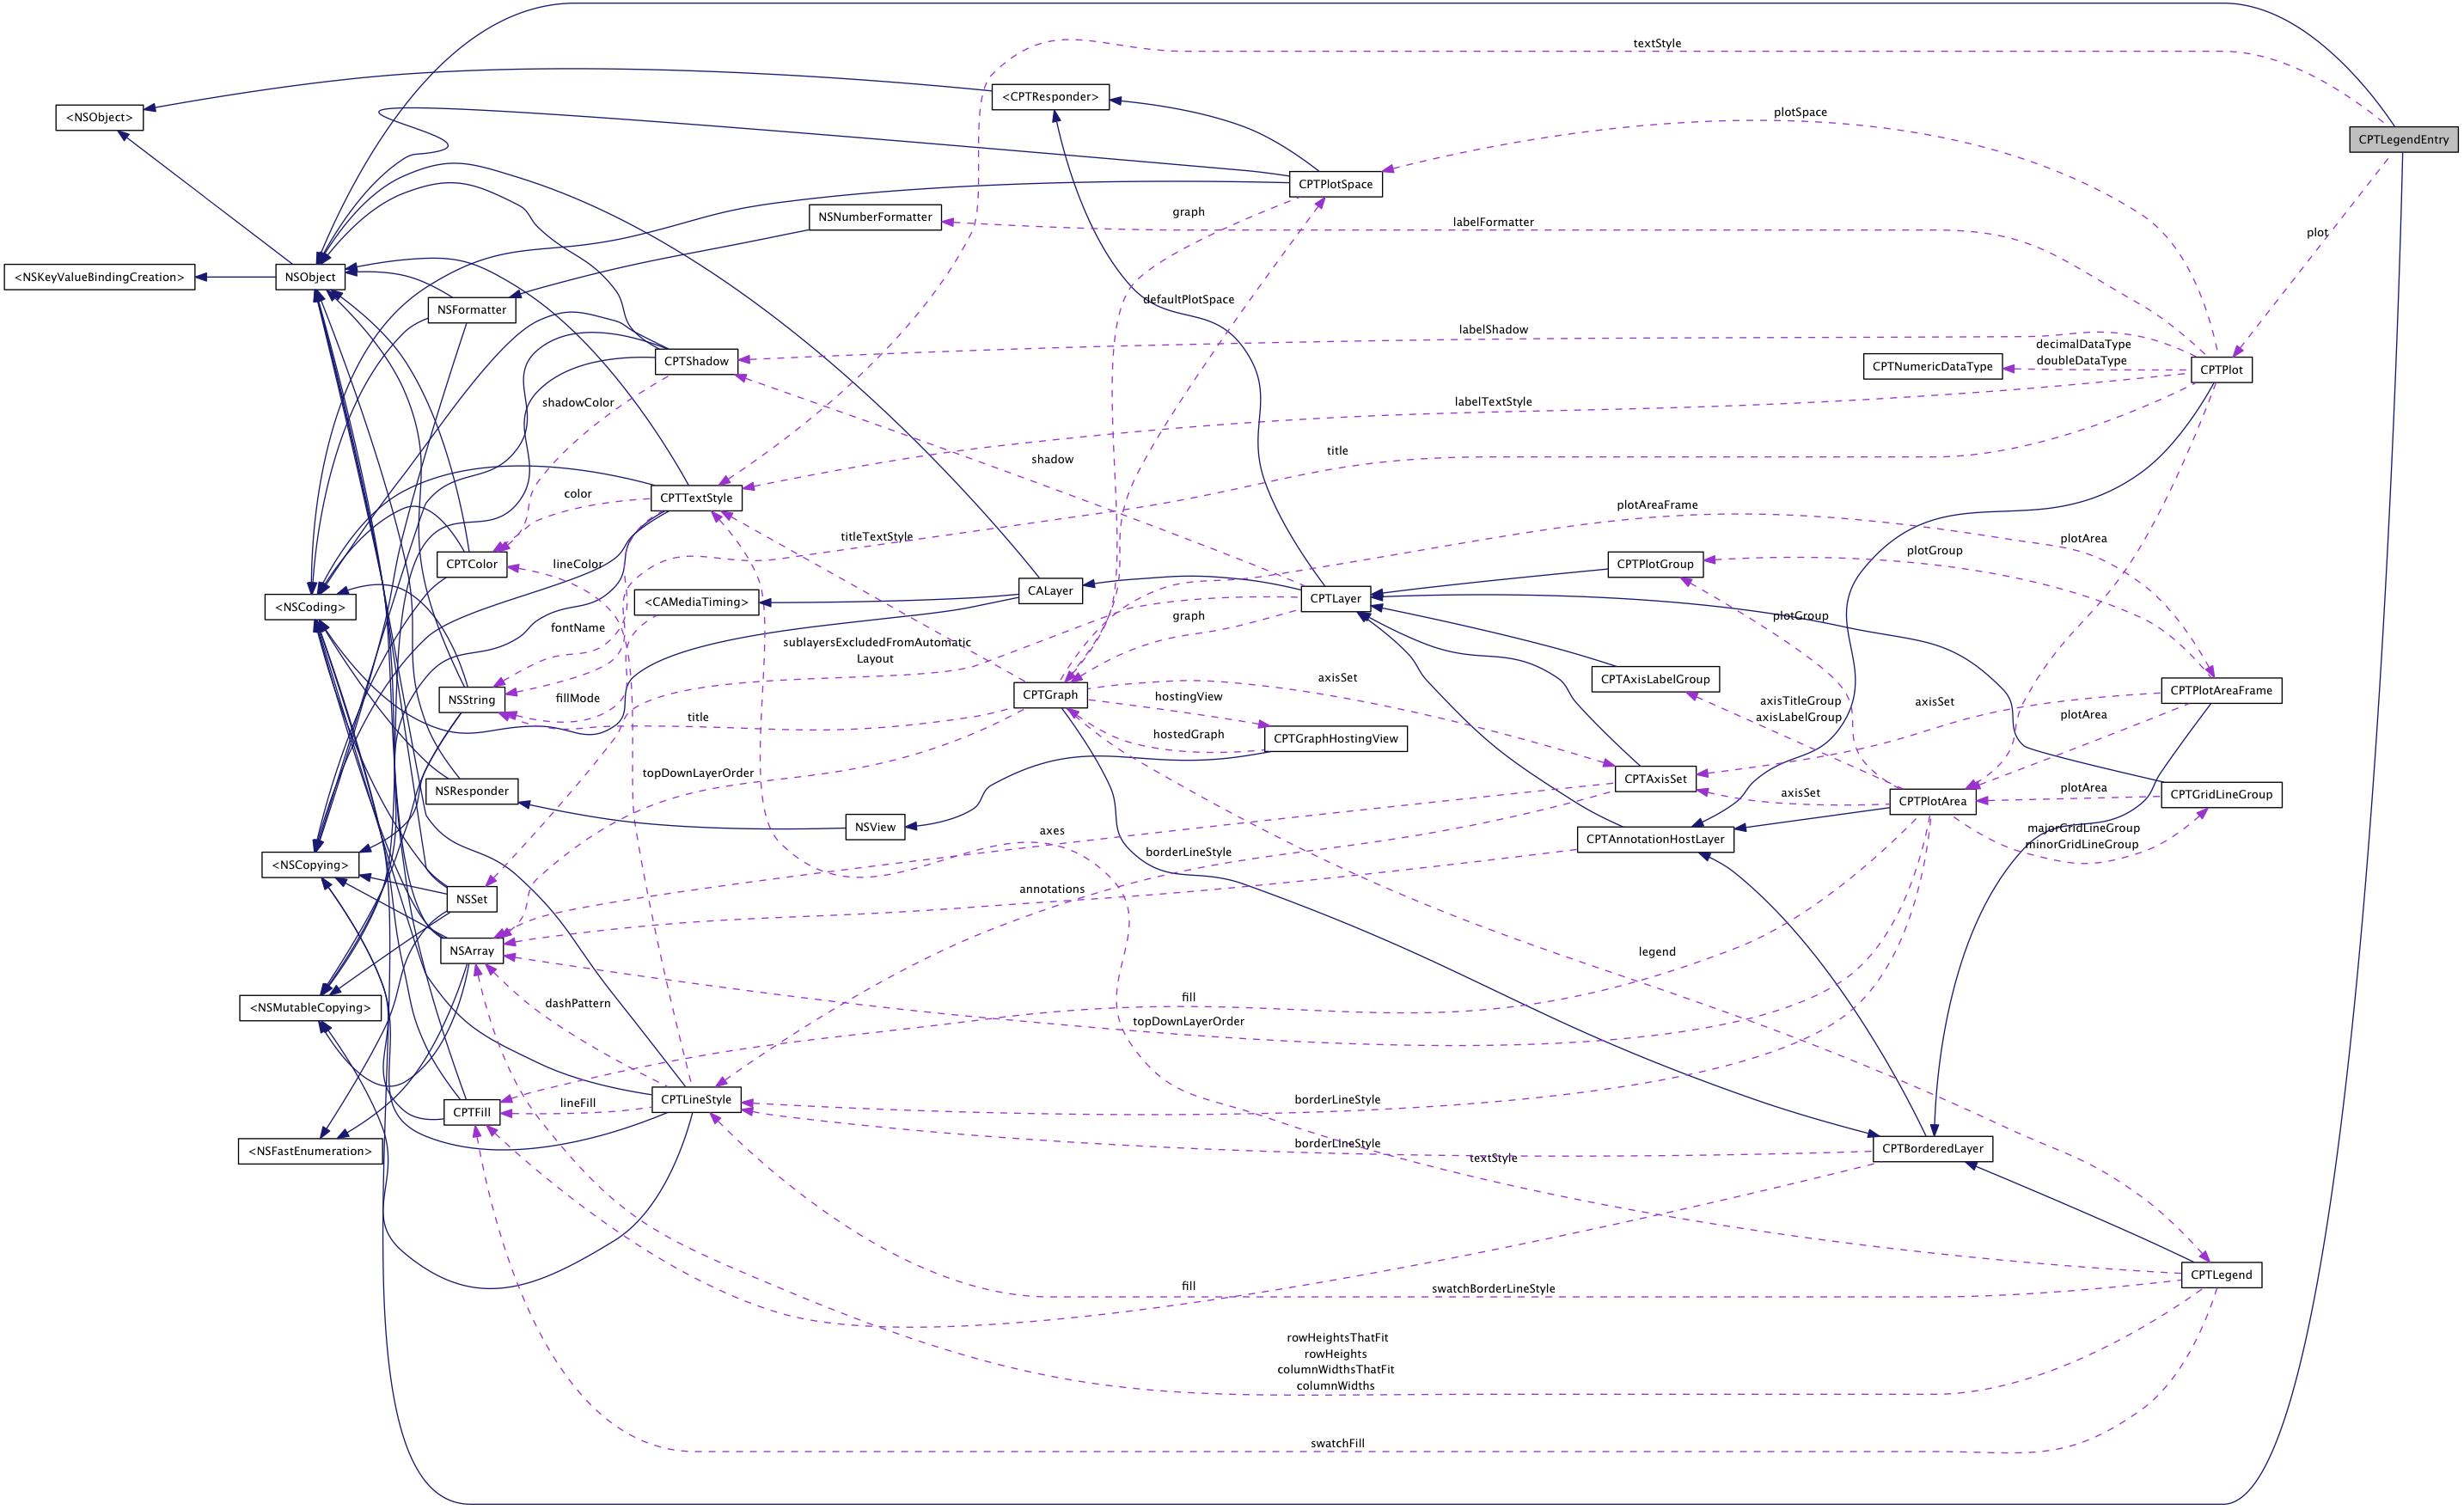 textStyle
<CPTResponder>
<NSObject>
plotSpace
CPTLegendEntry
CPTPlotSpace
graph
NSNumberFormatter
labelFormatter
plot
<NSKeyValueBindingCreation>
NSObject
defaultPlotSpace
NSFormatter
labelShadow
decimalDataType
doubleDataType
CPTShadow
CPTNumericDataType
CPTPlot
shadowColor
labelTextStyle
title
shadow
color
CPTTextStyle
plotAreaFrame
titleTextStyle
plotArea
plotGroup
CPTColor
lineColor
CPTPlotGroup
CALayer
CPTLayer
<NSCoding>
<CAMediaTiming>
graph
plotGroup
fontName
sublayersExcludedFromAutomatic
Layout
axisSet
CPTAxisLabelGroup
CPTPlotAreaFrame
NSString
fillMode
CPTGraph
hostingView
axisTitleGroup
axisLabelGroup
axisSet
title
plotArea
hostedGraph
CPTGraphHostingView
topDownLayerOrder
CPTAxisSet
NSResponder
plotArea
CPTGridLineGroup
axisSet
CPTPlotArea
NSView
axes
majorGridLineGroup
minorGridLineGroup
CPTAnnotationHostLayer
borderLineStyle
<NSCopying>
annotations
NSSet
NSArray
legend
dashPattern
fill
<NSMutableCopying>
topDownLayerOrder
CPTLineStyle
borderLineStyle
lineFill
CPTFill
borderLineStyle
CPTBorderedLayer
<NSFastEnumeration>
textStyle
CPTLegend
fill
swatchBorderLineStyle
rowHeightsThatFit
rowHeights
columnWidthsThatFit
columnWidths
swatchFill